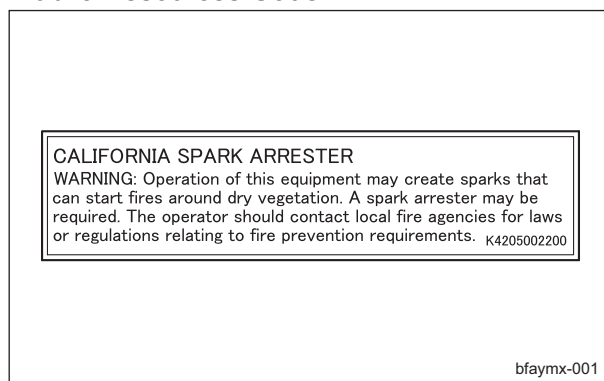 CALIFORNIA SPARK ARRESTER
WARNING: Operation of this equipment may create sparks that
can start fires around dry vegetation. A spark arrester may be
required. The operator should contact local fire agencies for laws
or regulations relating to fire prevention requirements. K4205002200
bfaymx-001